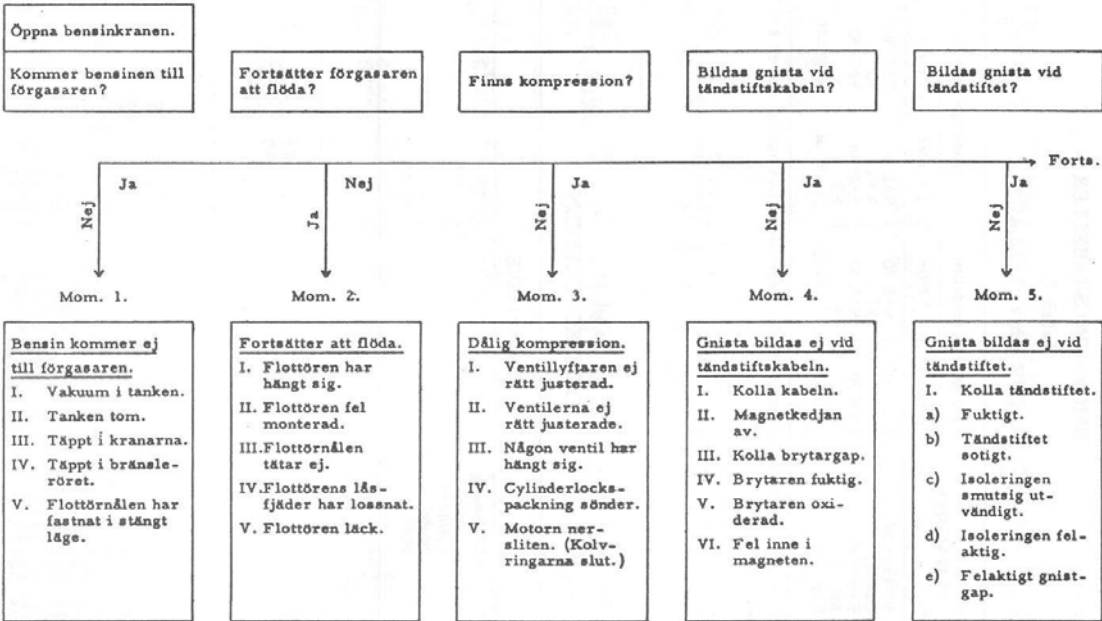 Öppna bensinkranen.
Kommer bensinen till
förgasaren?
Fortsätter förgasaren
att flöda?
Finns kompression?
Bildas gnista vid
tändstiftskabeln?
Bildas gnista vid
tändstiftet?
Forts.
Ja
Nej
Nej
Ja
Ja
Nej
Ja
Nej
Ja
Nej
Mom. 1.
Mom. 2.
Mom. 3.
Mom. 4.
Mom. 5.
Bensin kommer ej
till förgasaren.
I. Vakuum i tanken.
II. Tanken tom.
III. Täppt i kranarna.
IV. Täppt i bränsle-
röret.
V. Flottörnålen har
fastnat i stängt
läge.
Fortsätter att flöda.
I. Flottören har
hängt sig.
II. Flottören fel
monterad.
III. Flottörnålen
tätar ej.
IV. Flottörens lås-
fjäder har lossnat.
V. Flottören läck.
Dålig kompression.
I. Ventillyftaren ej
rätt justerad.
II. Ventilerna ej
rätt justerade.
III. Någon ventil har
hängt sig.
IV. Cylinderlocks-
packning sönder.
V. Motorn ner-
sliten. (Kolv-
ringarna slut.)
Gnista bildas ej vid
tändstiftskabeln.
I. Kolla kabeln.
II. Magnetkedjan
av.
III. Kolla brytargap.
IV. Brytaren fuktig.
V. Brytaren oxi-
derad.
VI. Fel inne i
magneten.
Gnista bildas ej vid
tändstiftet.
I. Kolla tändstiftet.
a) Fuktigt.
b) Tändstiftet
sotigt.
c) Isoleringen
smutsig ut-
vändigt.
d) Isoleringen fel-
aktig.
e) Felaktigt gnist-
gap.